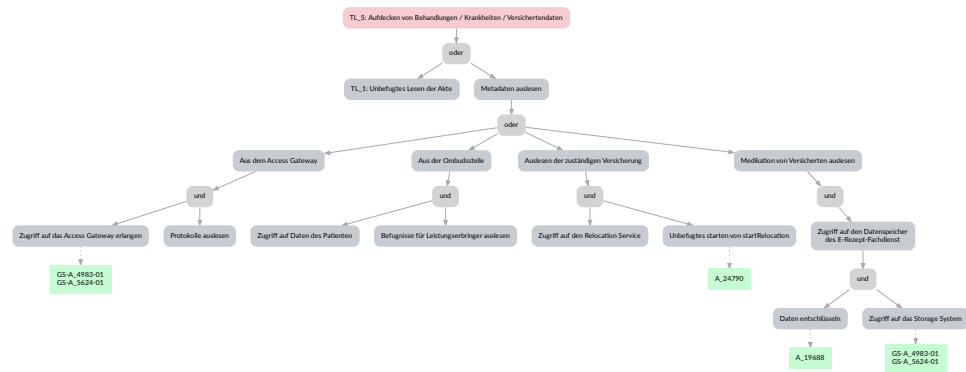 TL_5: Aufdecken von Behandlungen / Krankheiten / Versichertendaten
oder
TL_1: Unbefugtes Lesen der Akte
Metadaten auslesen
oder
Aus dem Access Gateway
Aus der Ombudsstelle
Auslesen der zuständigen Versicherung
Medikation von Versicherten auslesen
und
und
und
und
Zugriff auf das Access Gateway erlangen
Protokolle auslesen
Zugriff auf Daten des Patienten
Befugnisse für Leistungserbringer auslesen
Zugriff auf den Relocation Service
Unbefugtes starten von startRelocation
Zugriff auf den Datenspeicher
des E-Rezept-Fachdienst
GS-A_4983-01
GS-A_5624-01
A_24790
und
Daten entschlüsseln
Zugriff auf das Storage System
A_19688
GS-A_4983-01
GS-A_5624-01